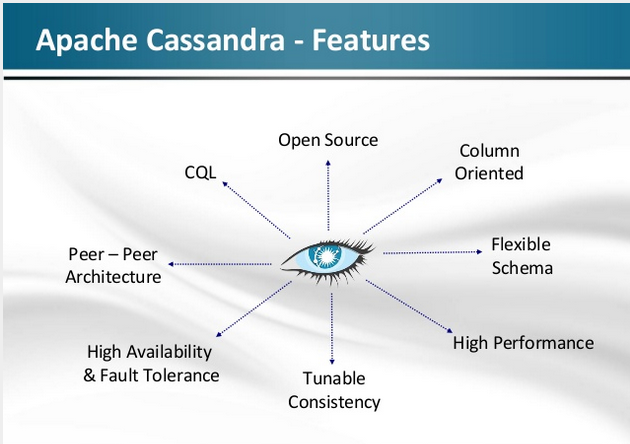 Apache Cassandra - Features
Open Source
Column
Oriented
CQL
Flexible
Schema
Peer – Peer
Architecture
High Performance
High Availability
& Fault Tolerance
Tunable
Consistency